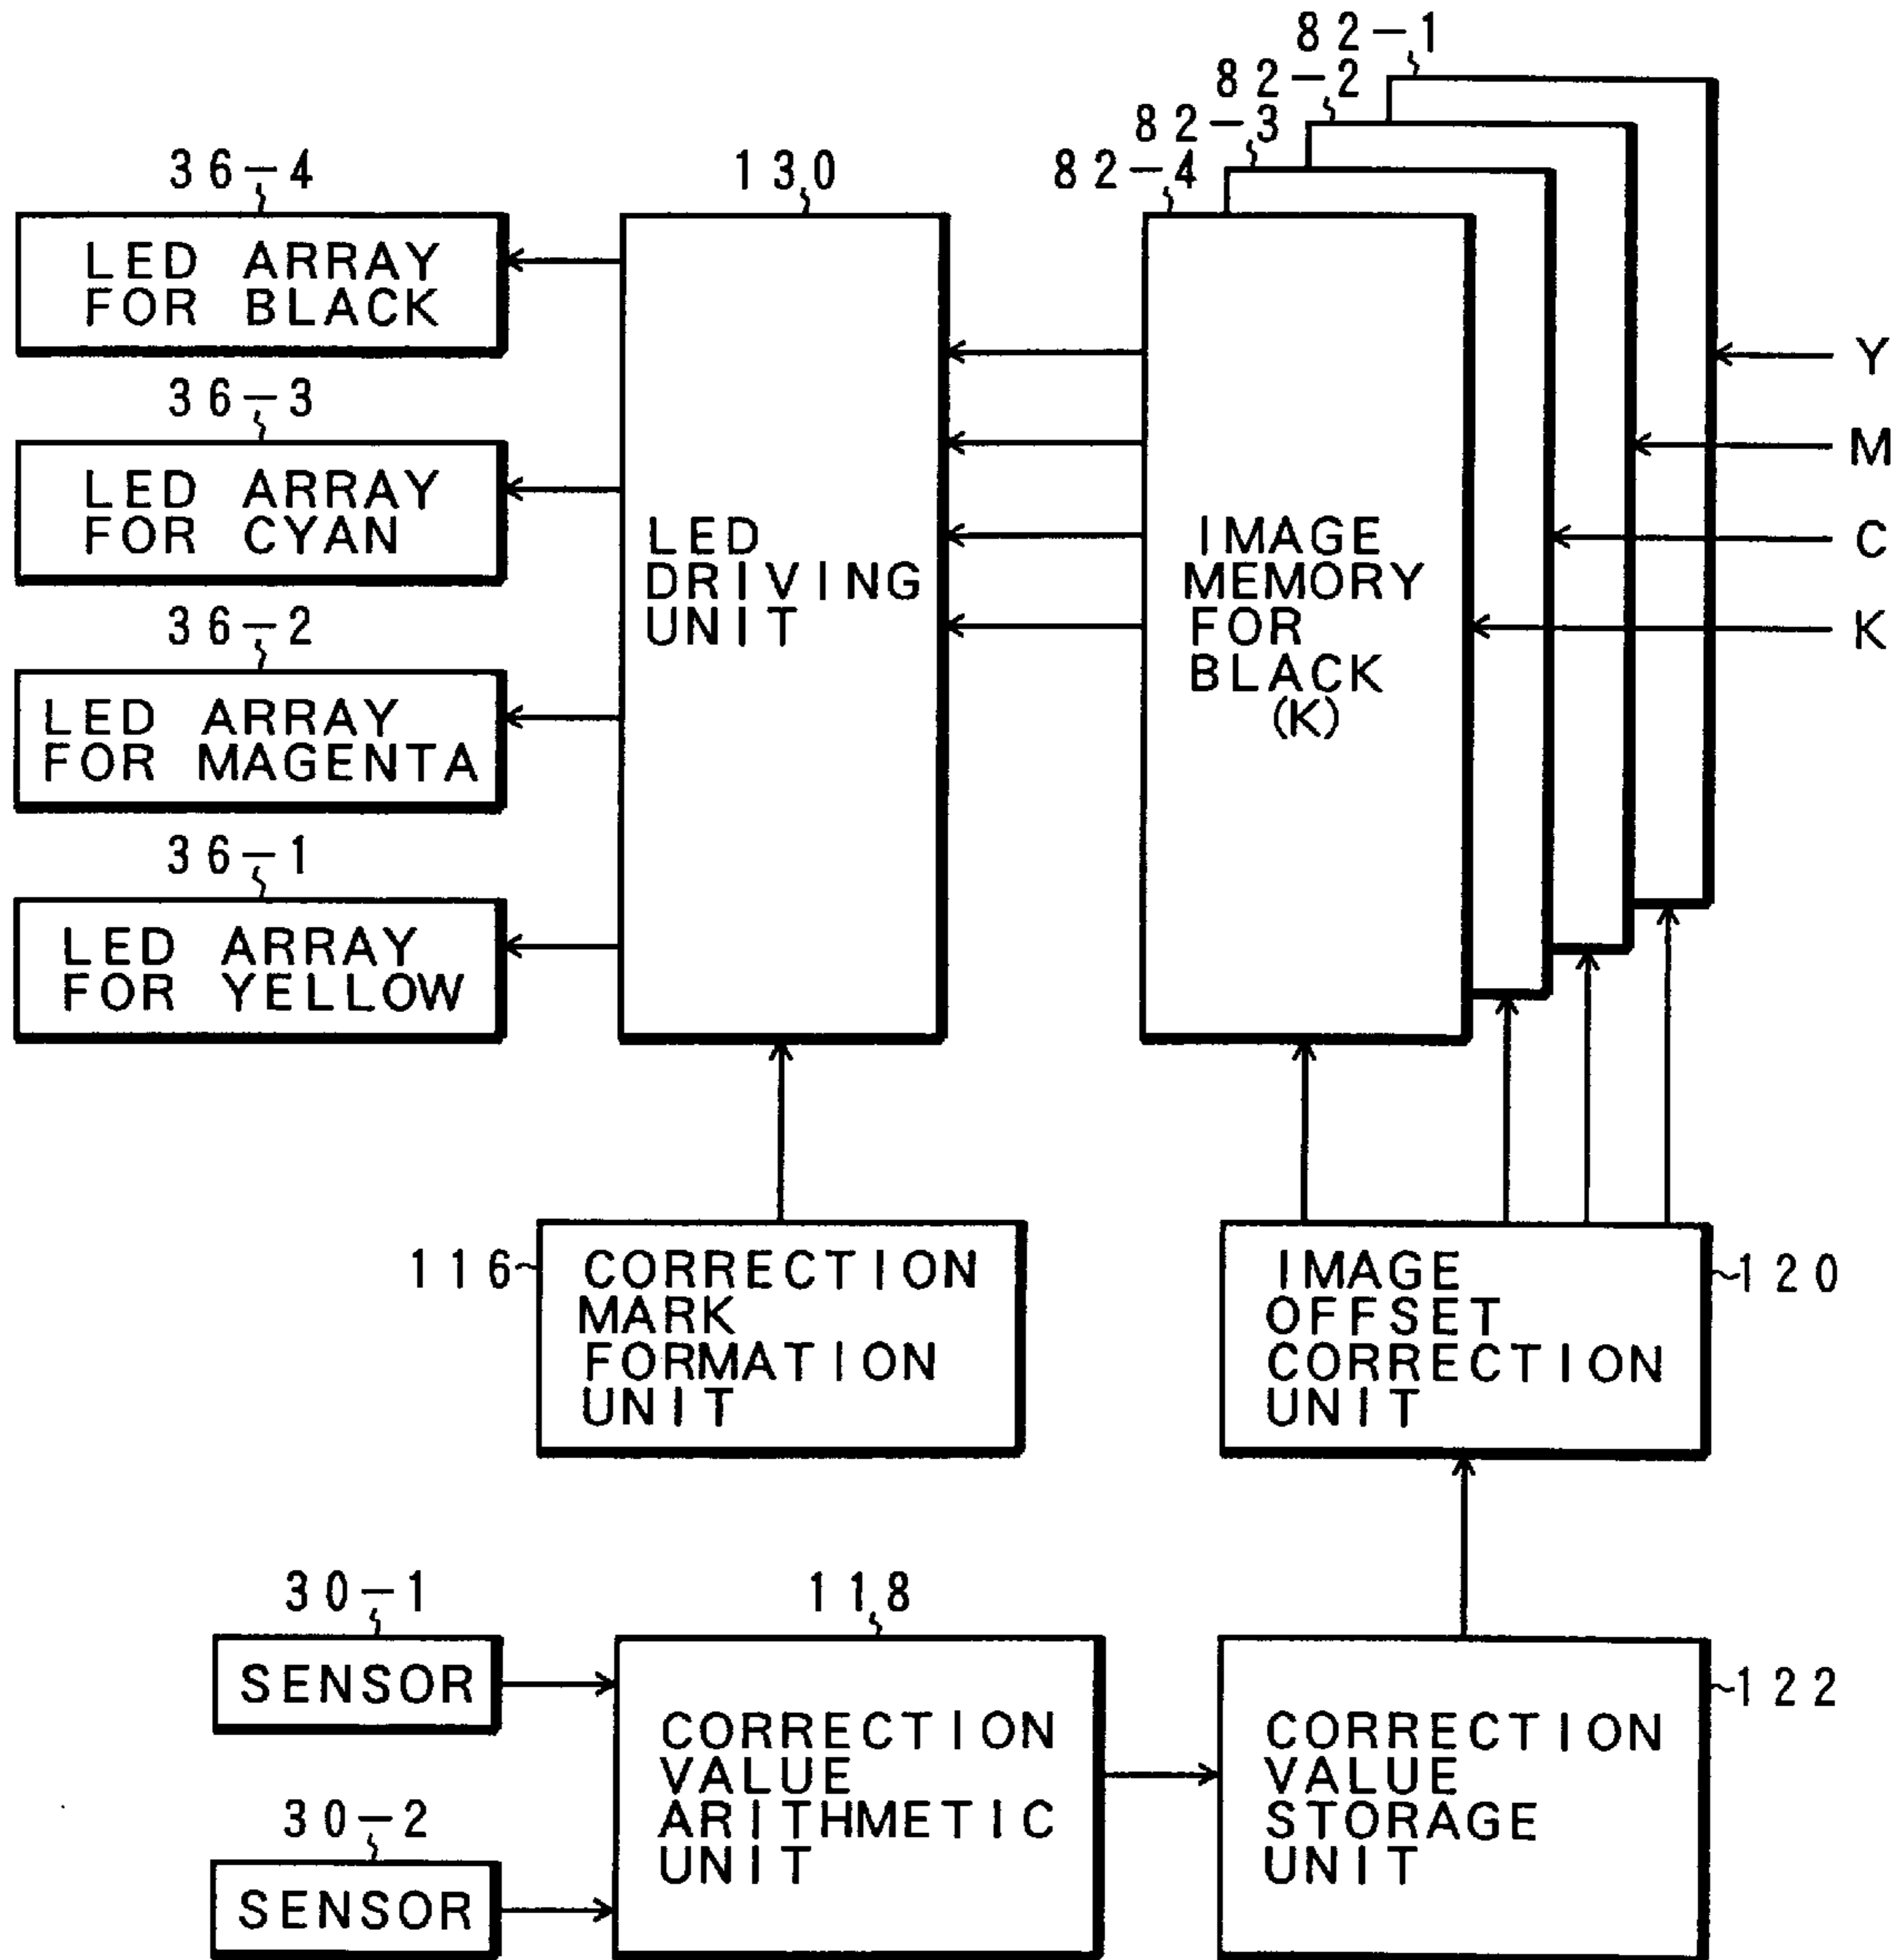 82-1
82-2
82-3
82-4
36-4
130
LED ARRAY
FOR BLACK
36-3
LED ARRAY
FOR CYAN
36-2
LED ARRAY
FOR MAGENTA
36-1
LED ARRAY
FOR YELLOW
LED
DRIVING
UNIT
IMAGE
MEMORY
FOR
BLACK
(K)
Y
M
C
K
116
CORRECTION
MARK
FORMATION
UNIT
IMAGE
OFFSET
CORRECTION
UNIT
120
30-1
SENSOR
30-2
SENSOR
118
CORRECTION
VALUE
ARITHMETIC
UNIT
CORRECTION
VALUE
STORAGE
UNIT
122